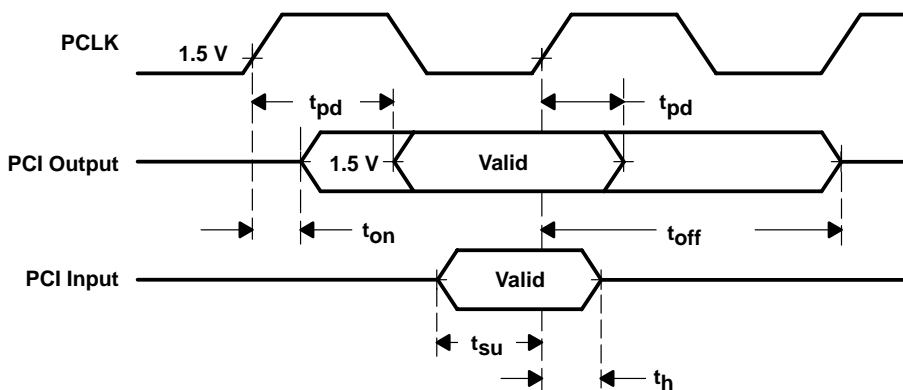 PCLK
1.5 V
tpd
tpd
PCI Output
1.5 V
Valid
ton
toff
PCI Input
Valid
tsu
th